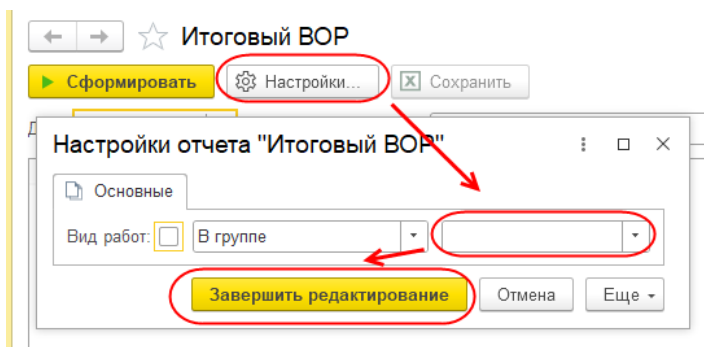 Итоговый ВОР
Сформировать Настройки... Сохранить
Настройки отчета "Итоговый ВОР"
Основные
Вид работ: В группе
Завершить редактирование Отмена Еще